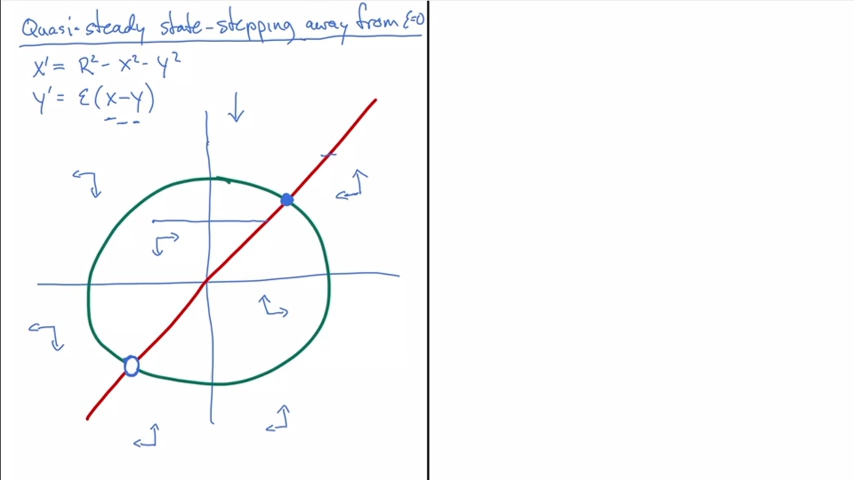 Quasi-steady state-stepping away from ε=0
x' = R² - x² - y²
y' = ε(x-y)